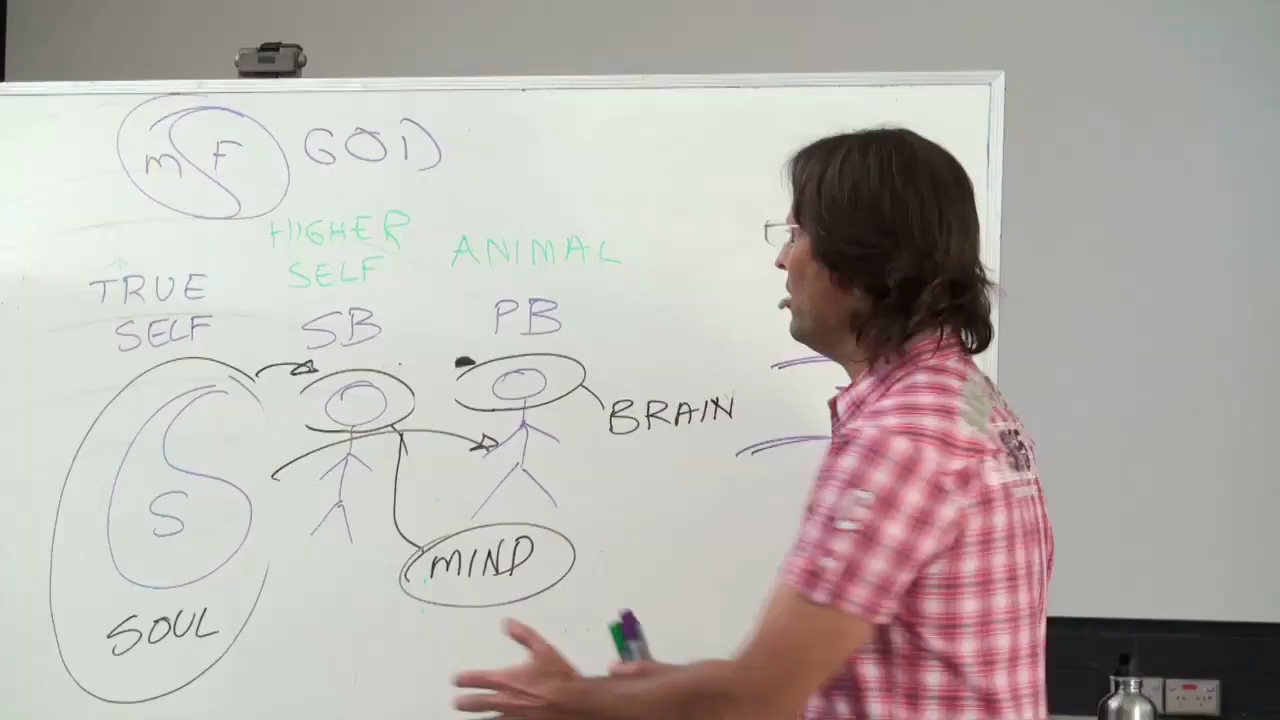 M F GOD
HIGHER
SELF
ANIMAL
TRUE
SELF
SB
PB
BRAIN
S
MIND
SOUL